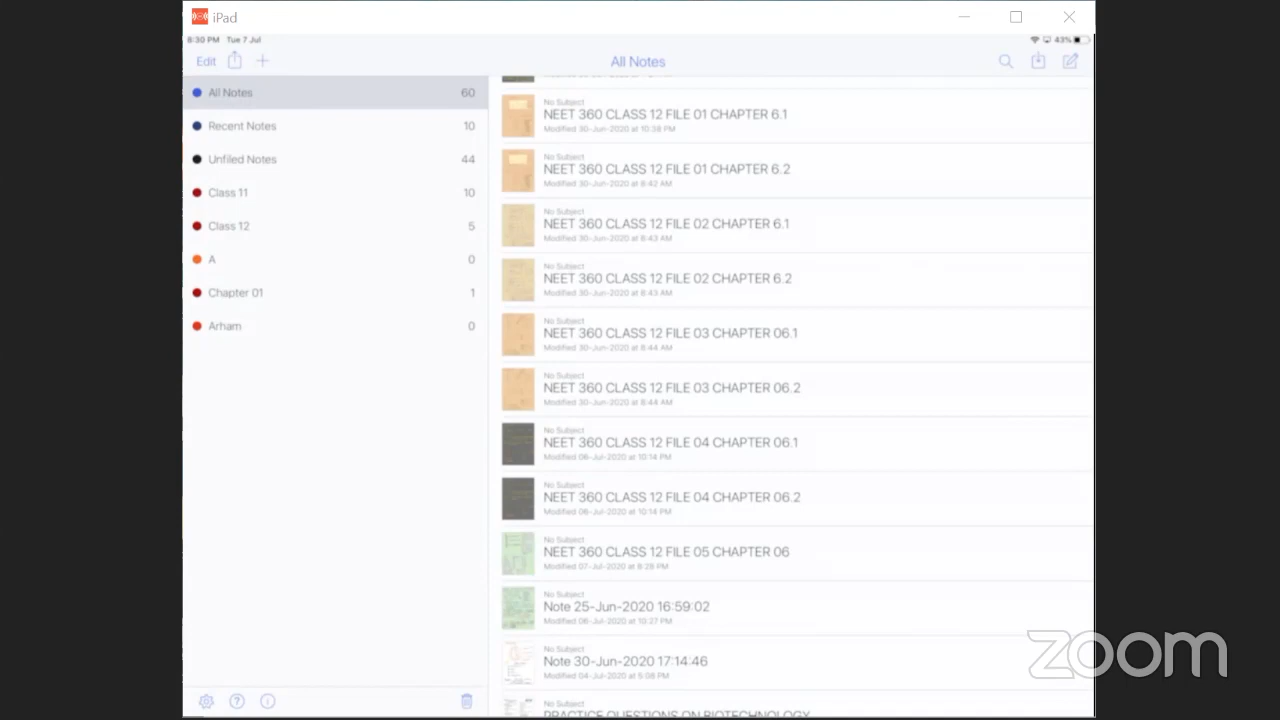 iPad
8:30 PM Tue 7 Jul
43%
Edit
All Notes
All Notes 60
Recent Notes 10
Unfiled Notes 44
Class 11 10
Class 12 5
A 0
Chapter 01 1
Arham 0
No Subject
NEET 360 CLASS 12 FILE 01 CHAPTER 6.1
Modified 30-Jun-2020 at 10:38 PM
No Subject
NEET 360 CLASS 12 FILE 01 CHAPTER 6.2
Modified 30-Jun-2020 at 8:42 AM
No Subject
NEET 360 CLASS 12 FILE 02 CHAPTER 6.1
Modified 30-Jun-2020 at 8:43 AM
No Subject
NEET 360 CLASS 12 FILE 02 CHAPTER 6.2
Modified 30-Jun-2020 at 8:43 AM
No Subject
NEET 360 CLASS 12 FILE 03 CHAPTER 06.1
Modified 30-Jun-2020 at 8:44 AM
No Subject
NEET 360 CLASS 12 FILE 03 CHAPTER 06.2
Modified 30-Jun-2020 at 8:44 AM
No Subject
NEET 360 CLASS 12 FILE 04 CHAPTER 06.1
Modified 06-Jul-2020 at 10:14 PM
No Subject
NEET 360 CLASS 12 FILE 04 CHAPTER 06.2
Modified 06-Jul-2020 at 10:14 PM
No Subject
NEET 360 CLASS 12 FILE 05 CHAPTER 06
Modified 07-Jul-2020 at 8:28 PM
No Subject
Note 25-Jun-2020 16:59:02
Modified 06-Jul-2020 at 10:27 PM
No Subject
Note 30-Jun-2020 17:14:46
Modified 04-Jul-2020 at 5:08 PM
No Subject
PRACTICE QUESTIONS ON BIOTECHNOLOGY
zoom